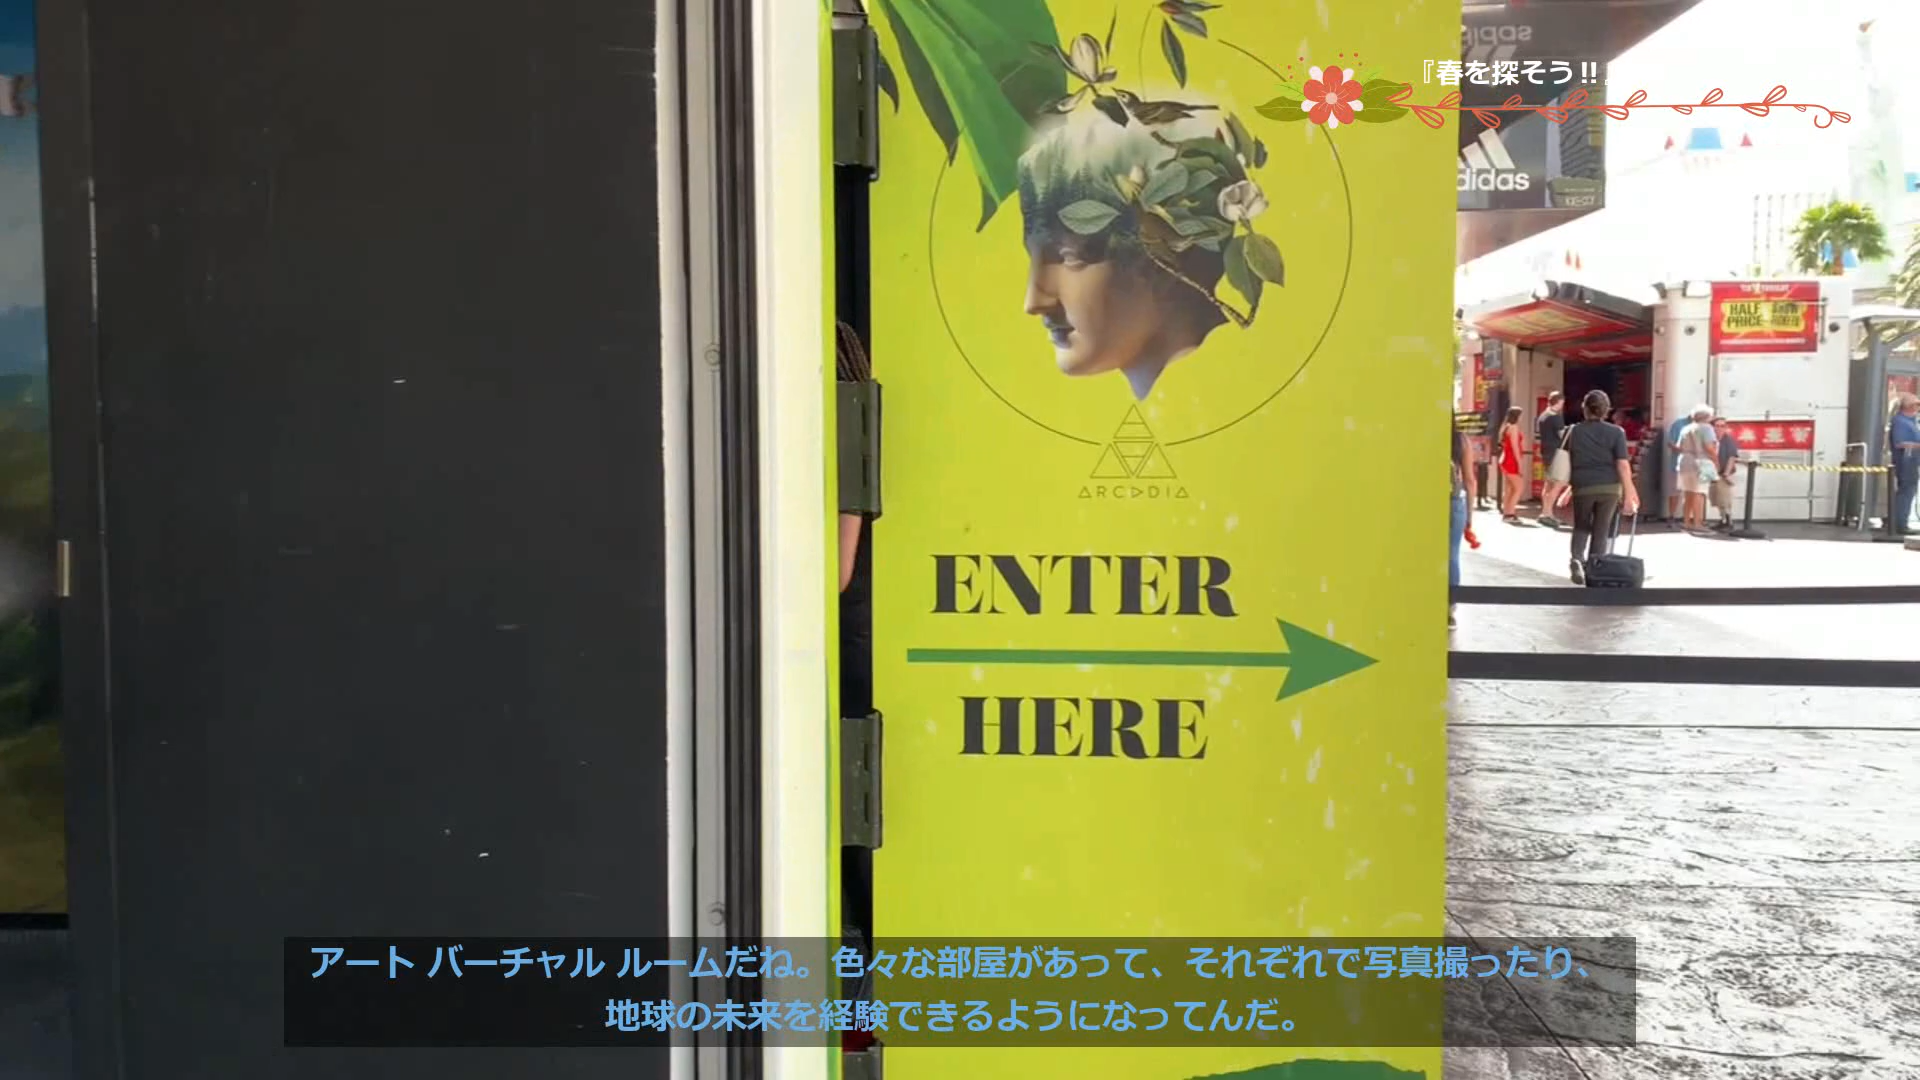 『春を探そう!!』
adidas
HALF
PRICE
ARCADIA
ENTER
HERE
アート バーチャル ルームだね。色々な部屋があって、それぞれで写真撮ったり、
地球の未来を経験できるようになってんだ。